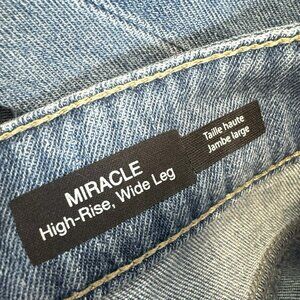 MIRACLE
High-Rise, Wide Leg
Taille haute
Jambe large